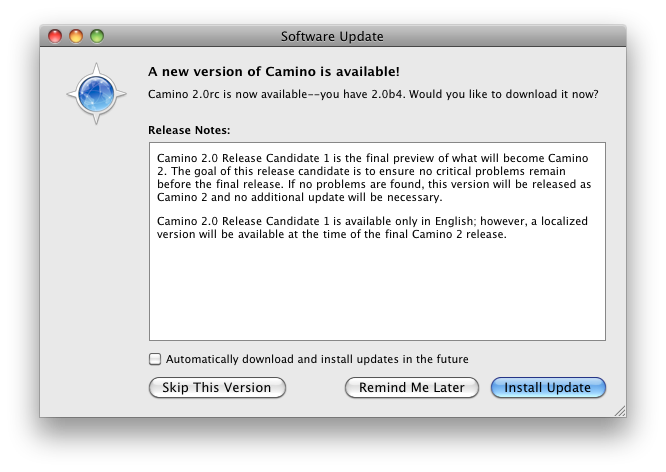 Software Update
A new version of Camino is available!
Camino 2.0rc is now available--you have 2.0b4. Would you like to download it now?
Release Notes:
Camino 2.0 Release Candidate 1 is the final preview of what will become Camino
2. The goal of this release candidate is to ensure no critical problems remain
before the final release. If no problems are found, this version will be released as
Camino 2 and no additional update will be necessary.
Camino 2.0 Release Candidate 1 is available only in English; however, a localized
version will be available at the time of the final Camino 2 release.
Automatically download and install updates in the future
Skip This Version
Remind Me Later
Install Update